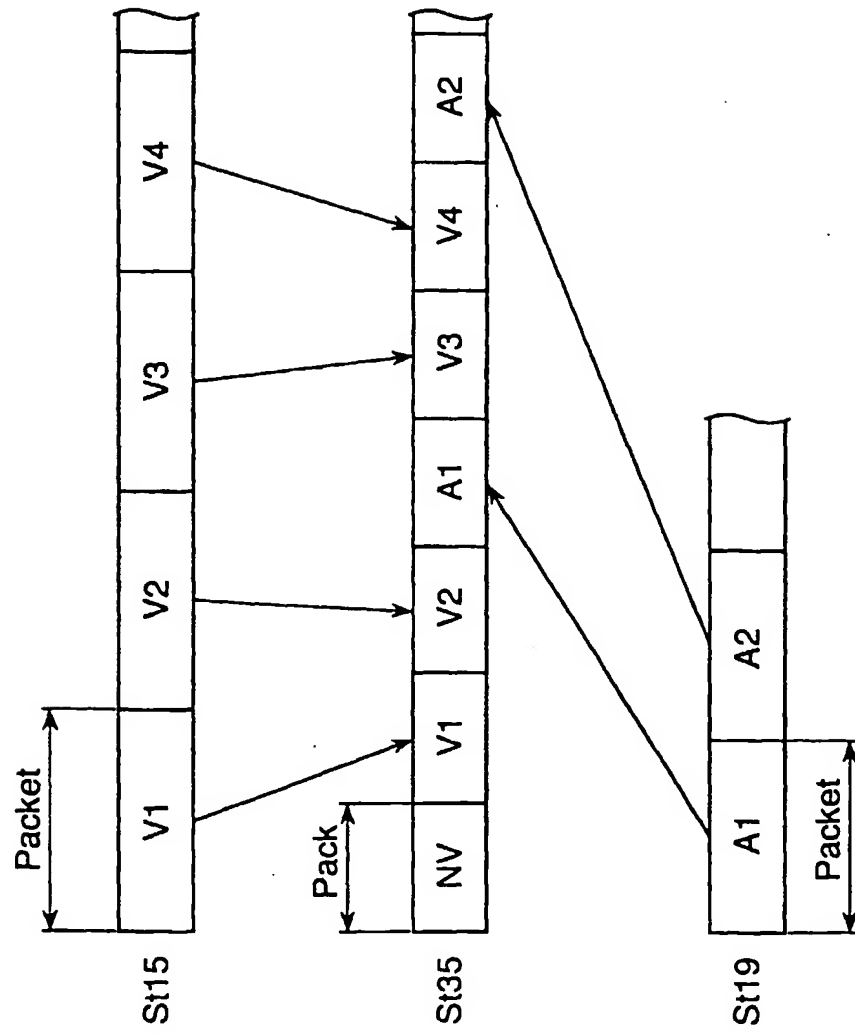 Packet
St15 V1 V2 V3 V4
Pack
St35 NV V1 V2 A1 V3 V4 A2
St19 A1 A2
Packet